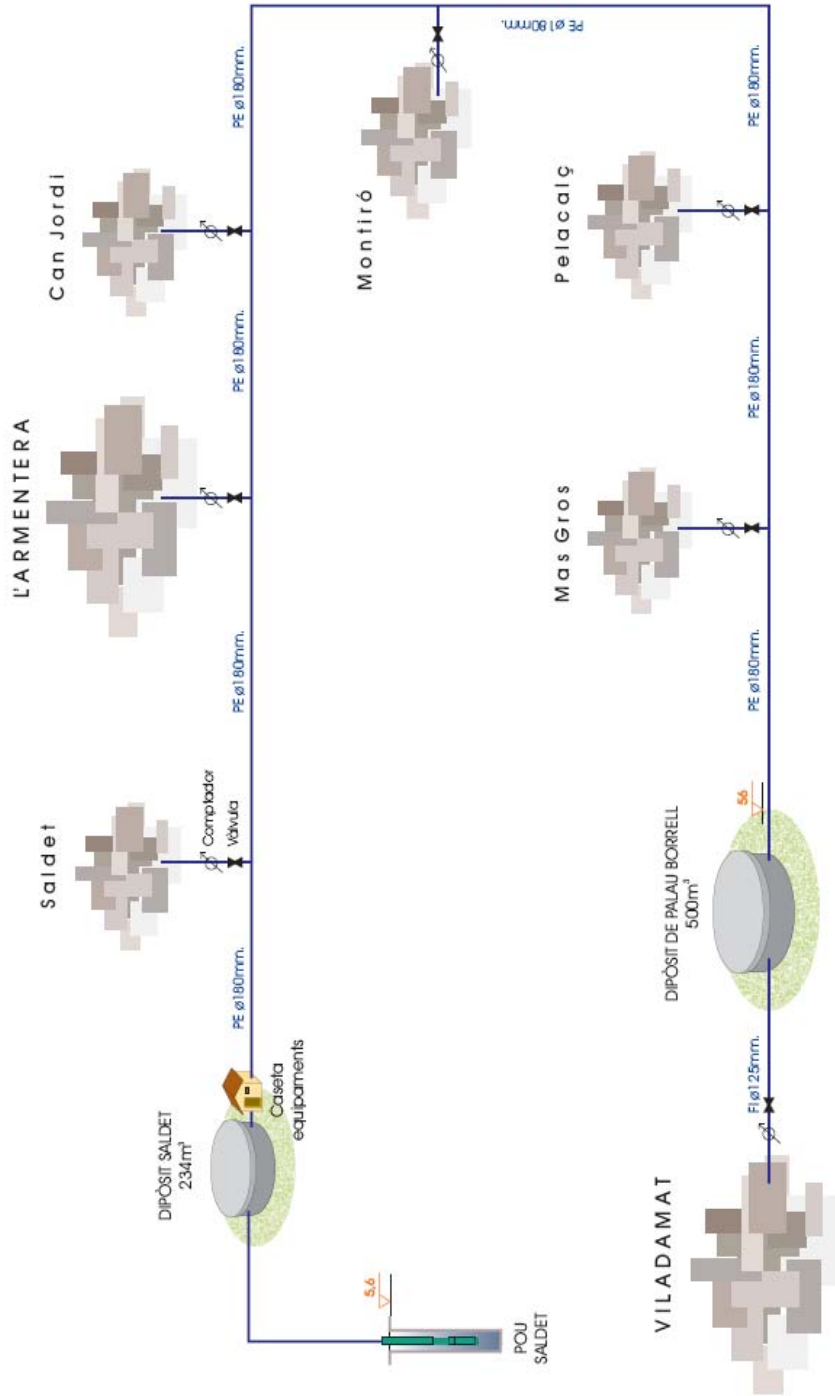 POU
SALDET
5,6
DIPÒSIT SALDET
234m³
Caseta
equipaments
PE ø180mm.
Saldet
Comptador
Vàlvula
PE ø180mm.
L'ARMENTERA
PE ø180mm.
Can Jordi
PE ø180mm.
Montiró
PE ø180mm.
VILADAMAT
FI ø125mm.
DIPÒSIT DE PALAU BORRELL
500m³
56
PE ø180mm.
Mas Gros
PE ø180mm.
Pelacalç
PE ø180mm.